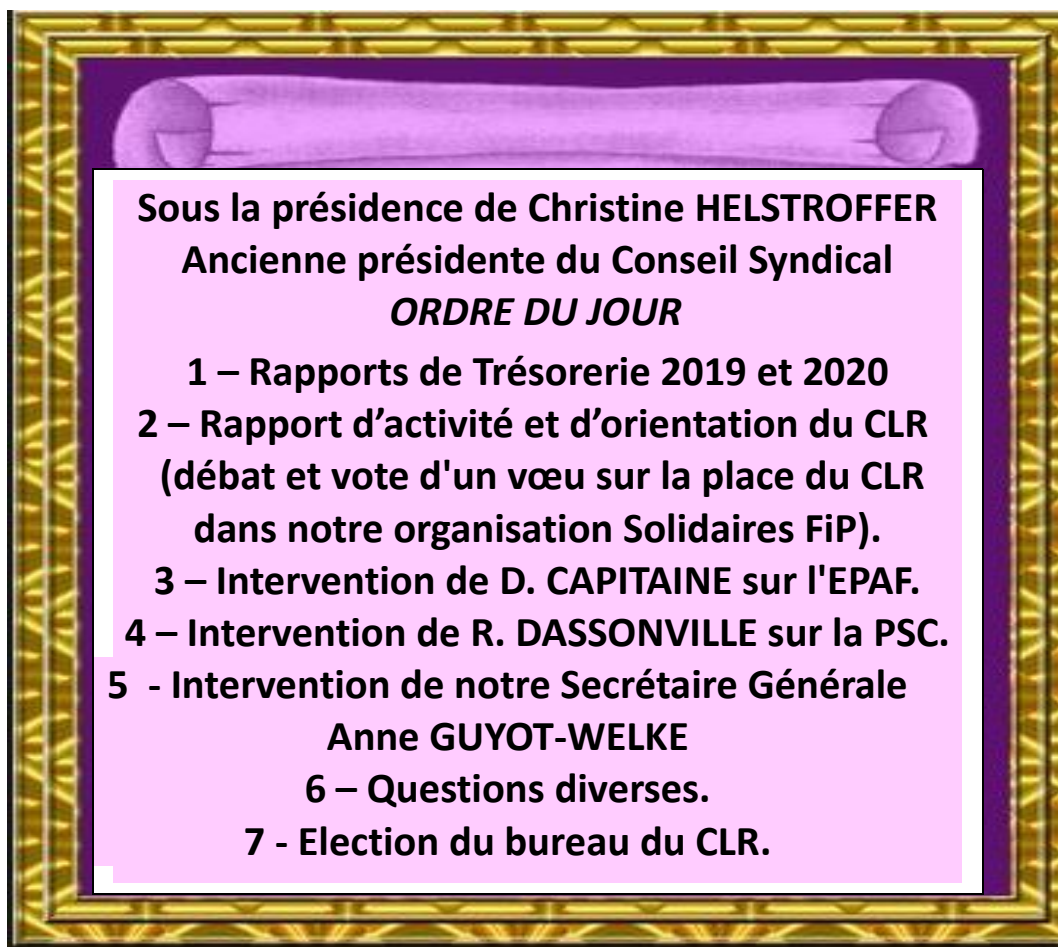 Sous la présidence de Christine HELSTROFFER
Ancienne présidente du Conseil Syndical
ORDRE DU JOUR
1 – Rapports de Trésorerie 2019 et 2020
2 – Rapport d’activité et d’orientation du CLR
(débat et vote d'un vœu sur la place du CLR
dans notre organisation Solidaires FiP).
3 – Intervention de D. CAPITAINE sur l'EPAF.
4 – Intervention de R. DASSONVILLE sur la PSC.
5 - Intervention de notre Secrétaire Générale
Anne GUYOT-WELKE
6 – Questions diverses.
7 - Election du bureau du CLR.